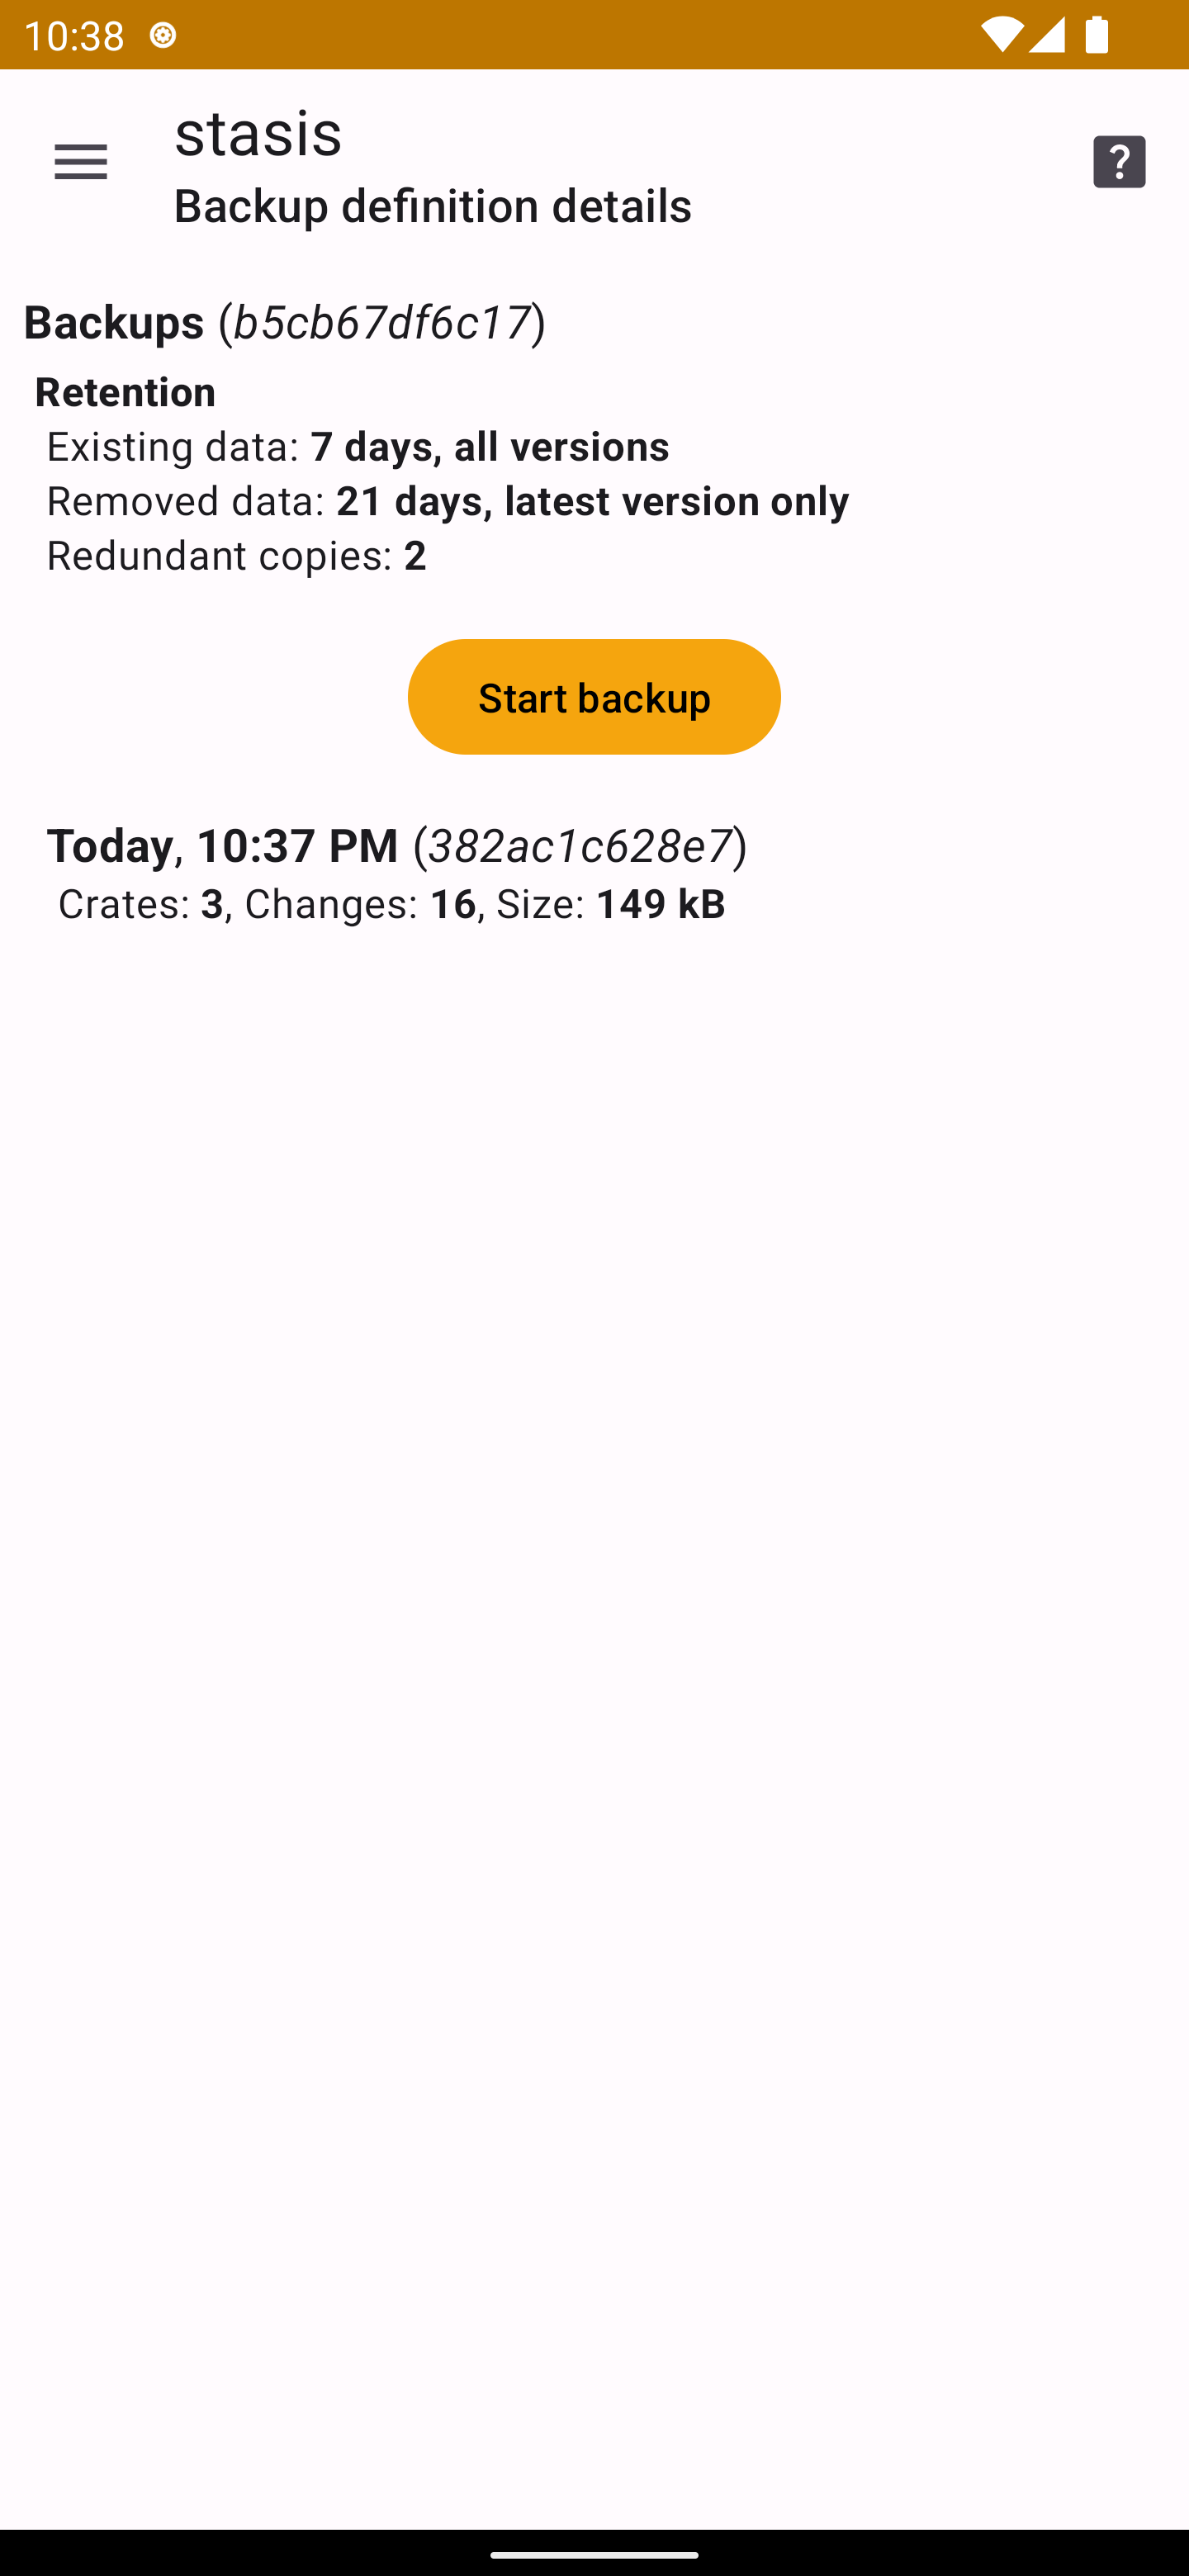 10:38
stasis
Backup definition details
Backups (b5cb67df6c17)
Retention
Existing data: 7 days, all versions
Removed data: 21 days, latest version only
Redundant copies: 2
Start backup
Today, 10:37 PM (382ac1c628e7)
Crates: 3, Changes: 16, Size: 149 kB